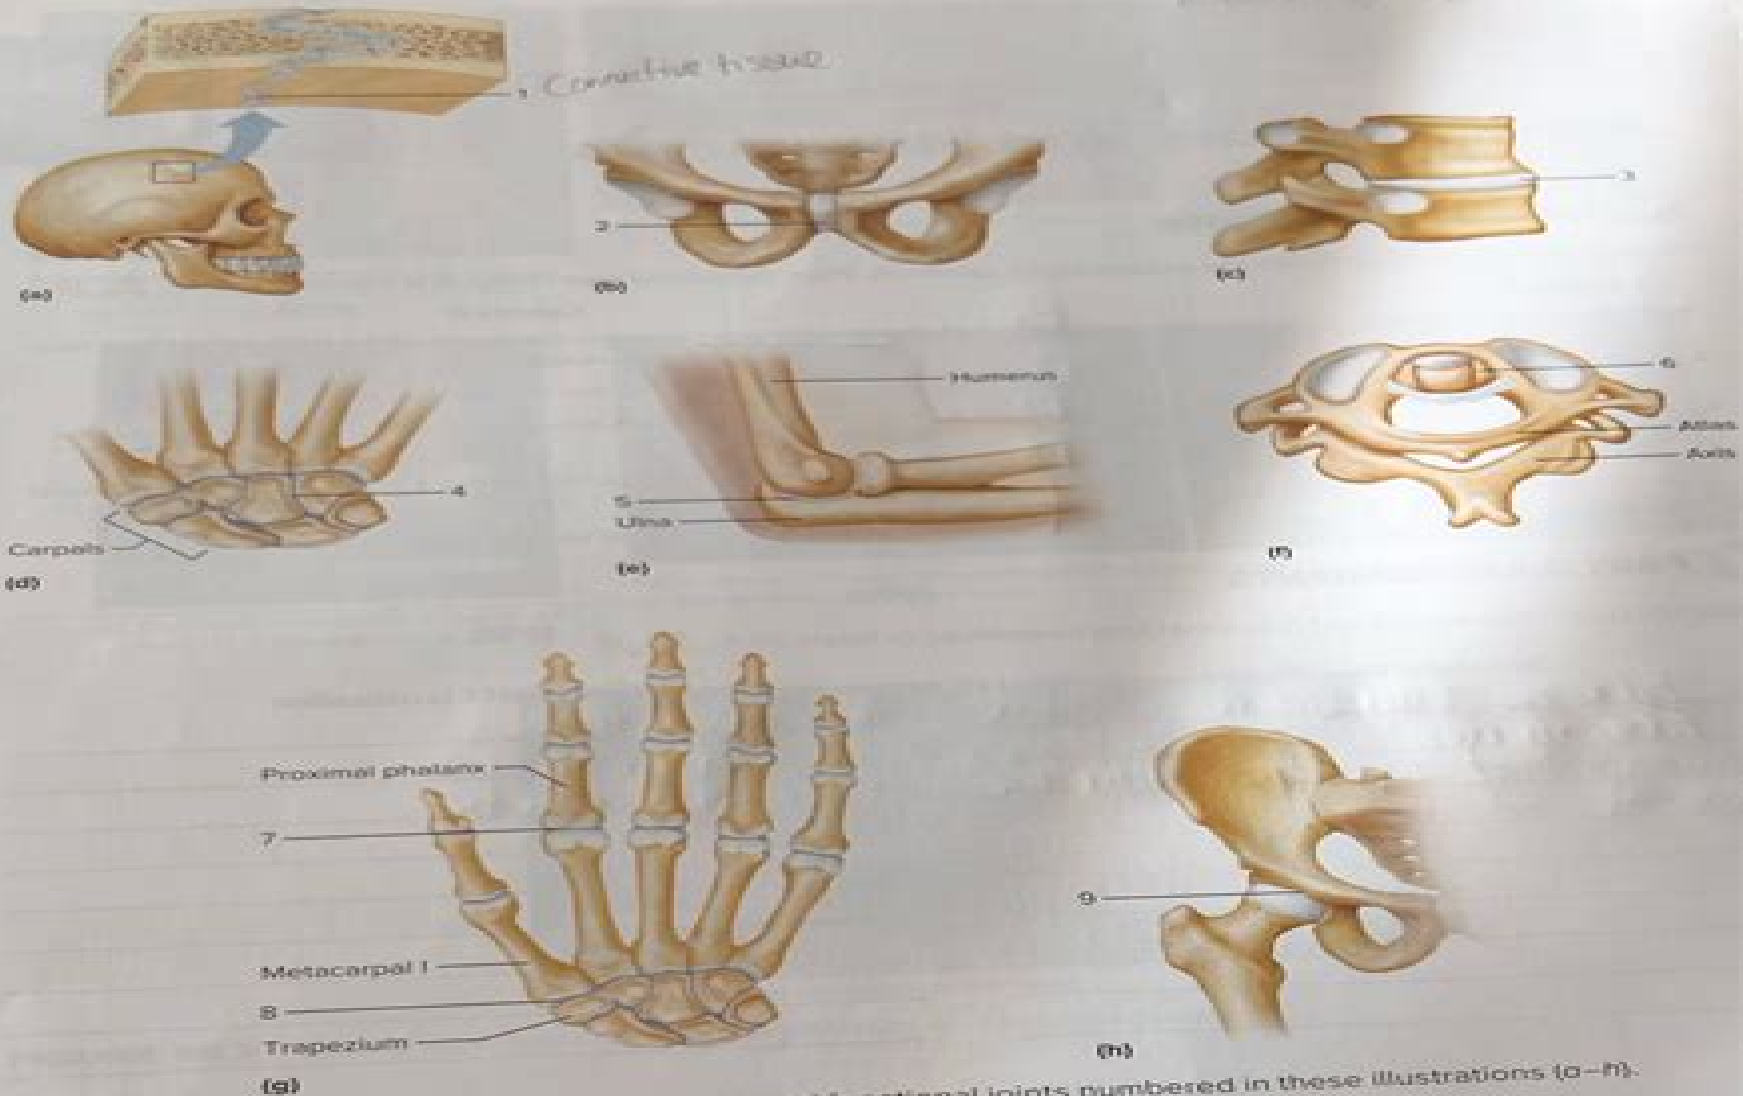 1 Connective tissue
2
3
(a)
(b)
(c)
Humerus
6
4
Atlas
Axis
5
Ulna
Carpals
(d)
(e)
(f)
Proximal phalanx
7
9
Metacarpal I
8
Trapezium
(g)
(h)
joints numbered in these illustrations (a–h).